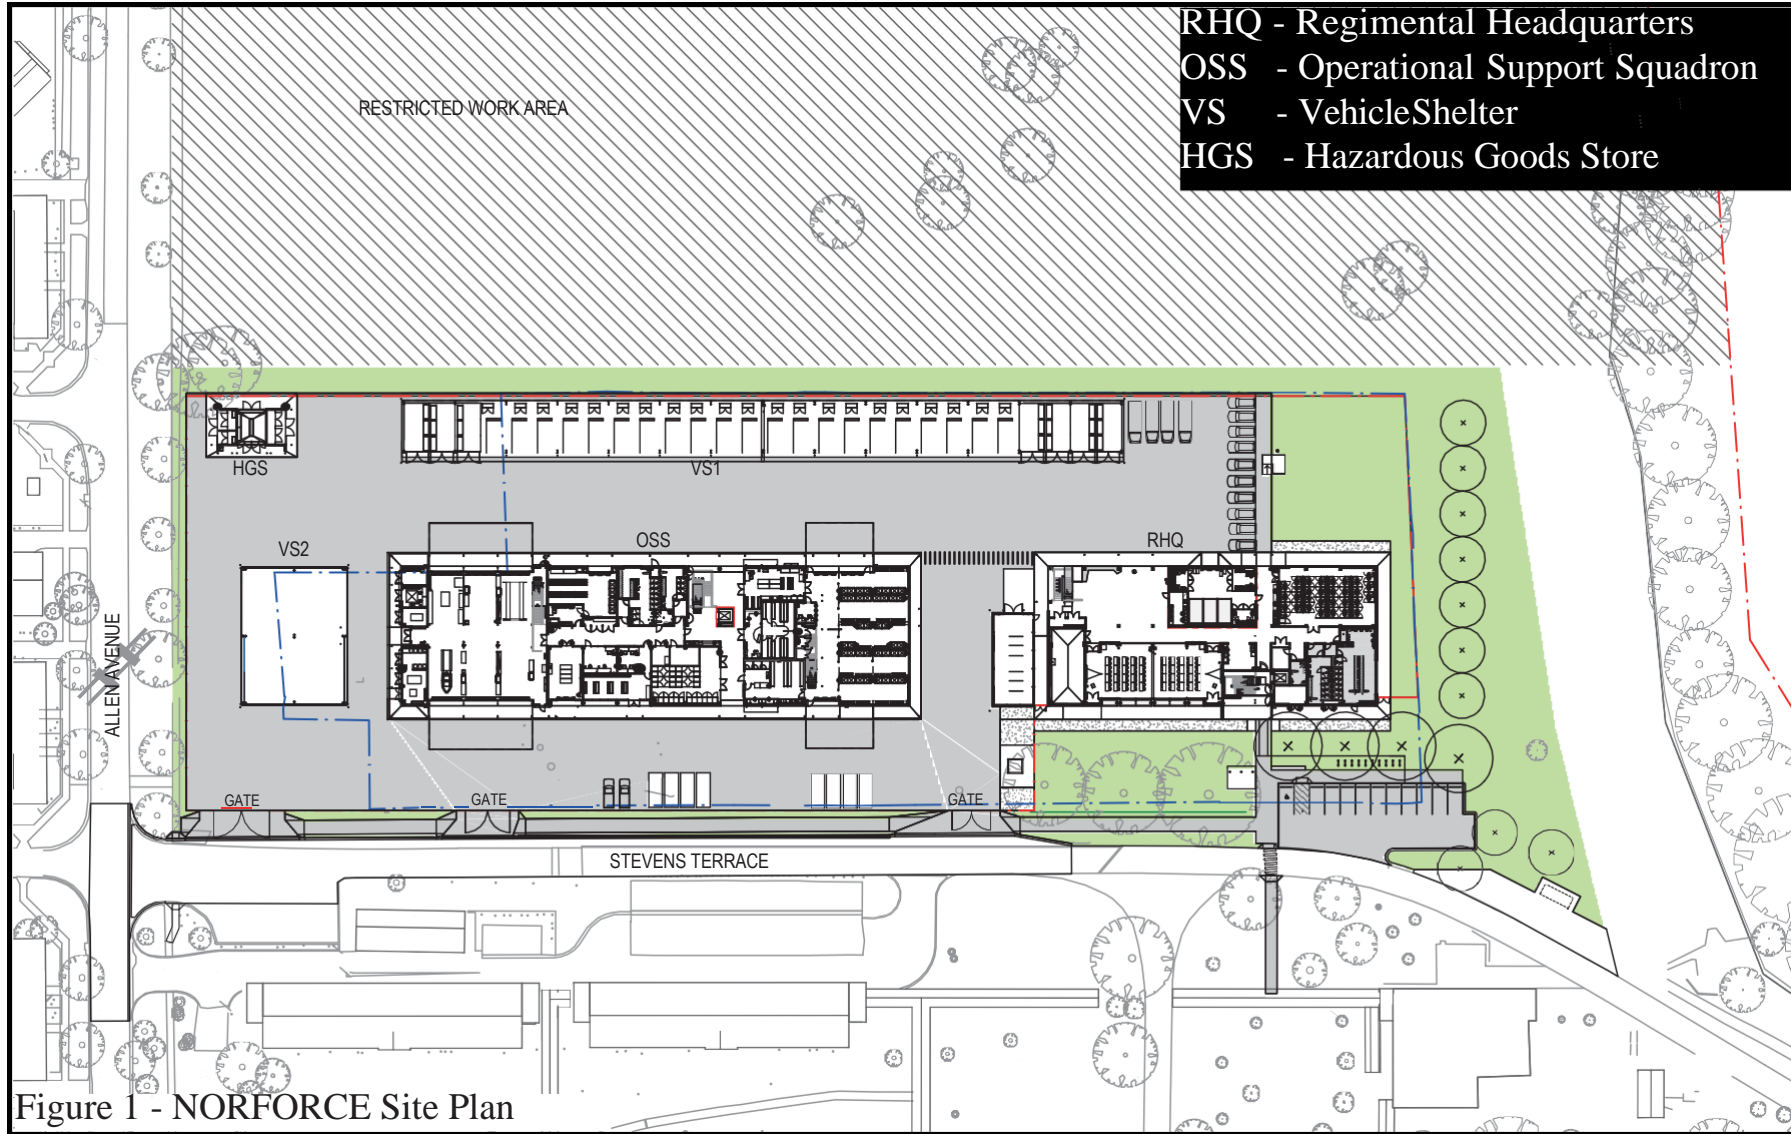 RHQ - Regimental Headquarters
OSS - Operational Support Squadron
VS - VehicleShelter
HGS - Hazardous Goods Store
RESTRICTED WORK AREA
HGS
VS1
VS2
OSS
RHQ
ALLEN AVENUE
GATE
GATE
GATE
STEVENS TERRACE
Figure 1 - NORFORCE Site Plan